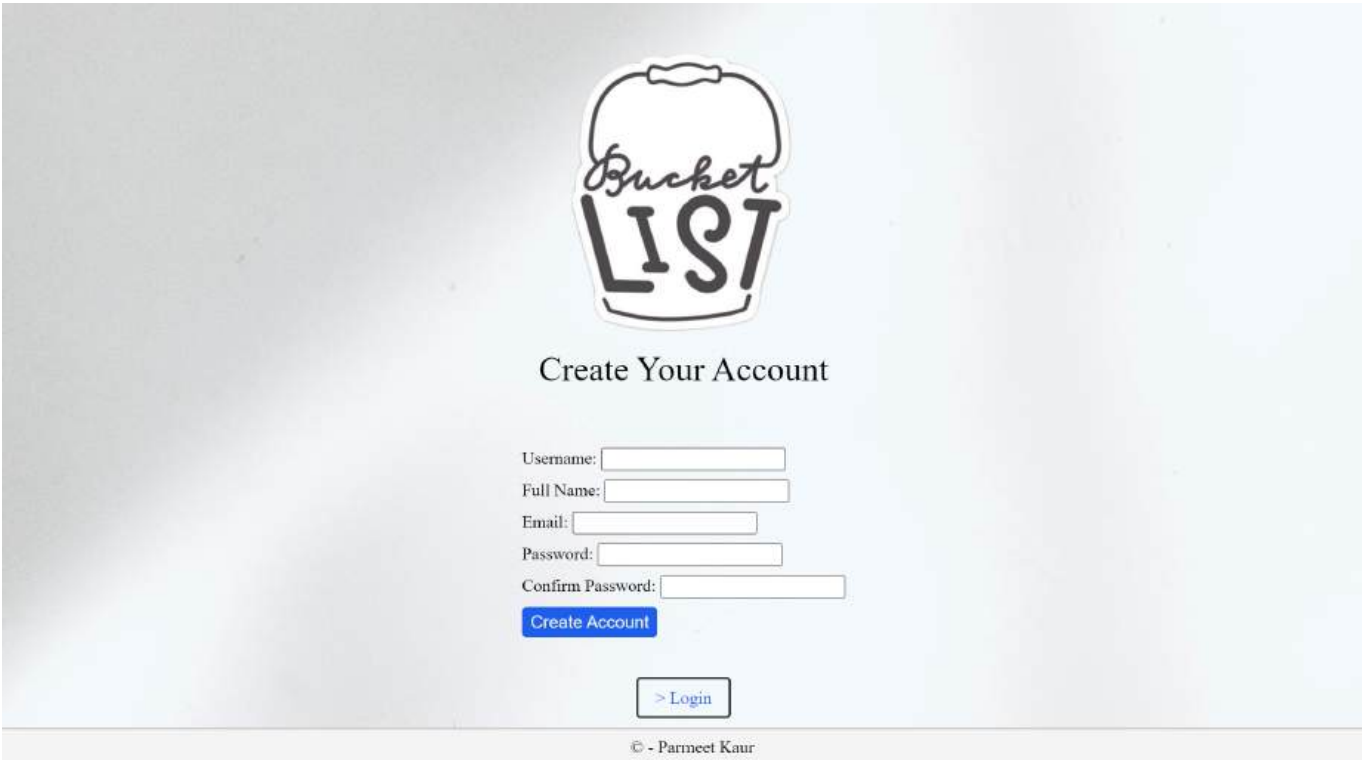 Bucket
LIST
Create Your Account
Username:
Full Name:
Email:
Password:
Confirm Password:
Create Account
> Login
© - Parmeet Kaur